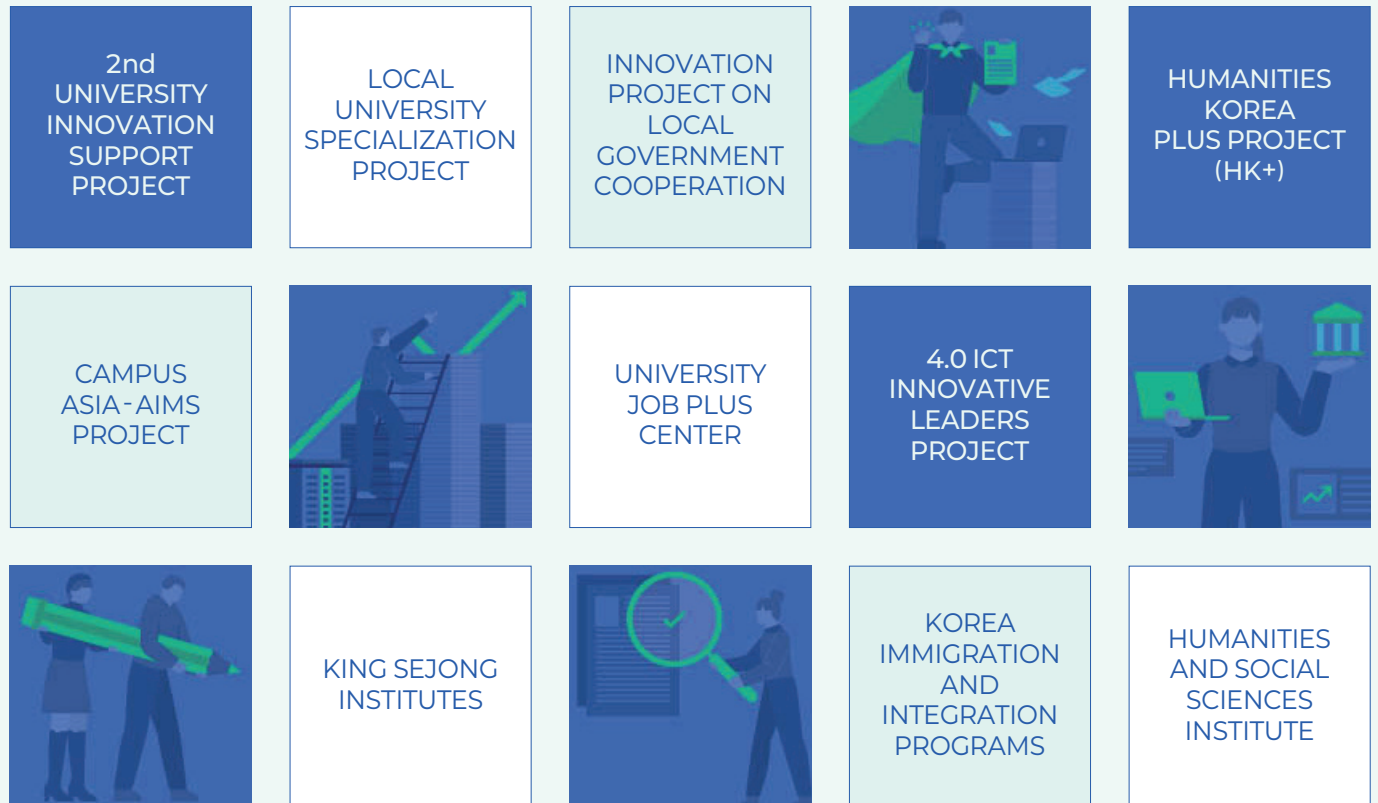 2nd
UNIVERSITY
INNOVATION
SUPPORT
PROJECT
LOCAL
UNIVERSITY
SPECIALIZATION
PROJECT
INNOVATION
PROJECT ON
LOCAL
GOVERNMENT
COOPERATION
HUMANITIES
KOREA
PLUS PROJECT
(HK+)
CAMPUS
ASIA-AIMS
PROJECT
UNIVERSITY
JOB PLUS
CENTER
4.0 ICT
INNOVATIVE
LEADERS
PROJECT
KING SEJONG
INSTITUTES
KOREA
IMMIGRATION
AND
INTEGRATION
PROGRAMS
HUMANITIES
AND SOCIAL
SCIENCES
INSTITUTE